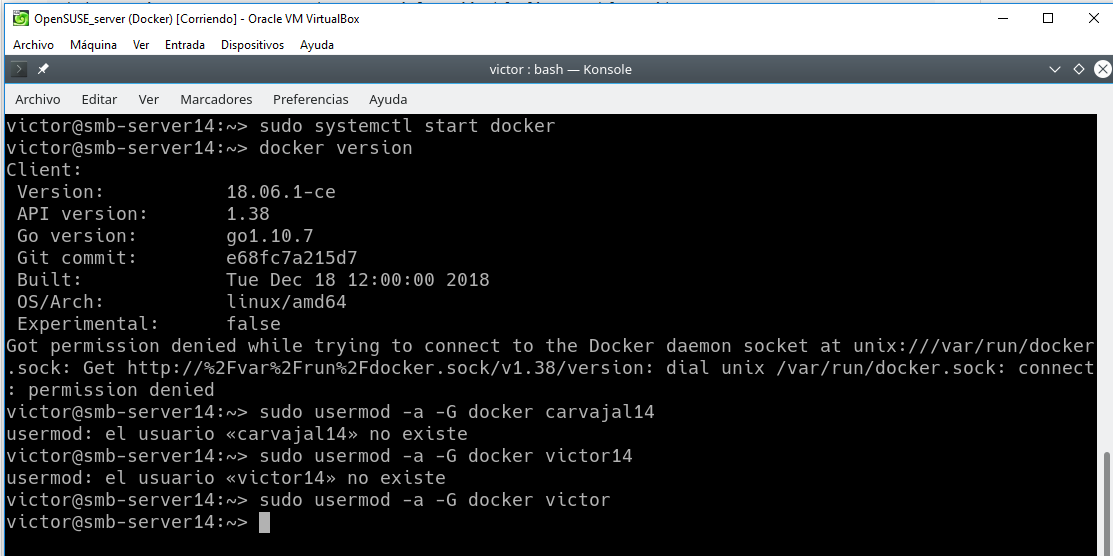 OpenSUSE_server (Docker) [Corriendo] - Oracle VM VirtualBox
Archivo Máquina Ver Entrada Dispositivos Ayuda
victor : bash — Konsole
Archivo Editar Ver Marcadores Preferencias Ayuda
victor@smb-server14:~> sudo systemctl start docker
victor@smb-server14:~> docker version
Client:
Version: 18.06.1-ce
API version: 1.38
Go version: go1.10.7
Git commit: e68fc7a215d7
Built: Tue Dec 18 12:00:00 2018
OS/Arch: linux/amd64
Experimental: false
Got permission denied while trying to connect to the Docker daemon socket at unix:///var/run/docker
.sock: Get http://%2Fvar%2Frun%2Fdocker.sock/v1.38/version: dial unix /var/run/docker.sock: connect
: permission denied
victor@smb-server14:~> sudo usermod -a -G docker carvajal14
usermod: el usuario «carvajal14» no existe
victor@smb-server14:~> sudo usermod -a -G docker victor14
usermod: el usuario «victor14» no existe
victor@smb-server14:~> sudo usermod -a -G docker victor
victor@smb-server14:~>